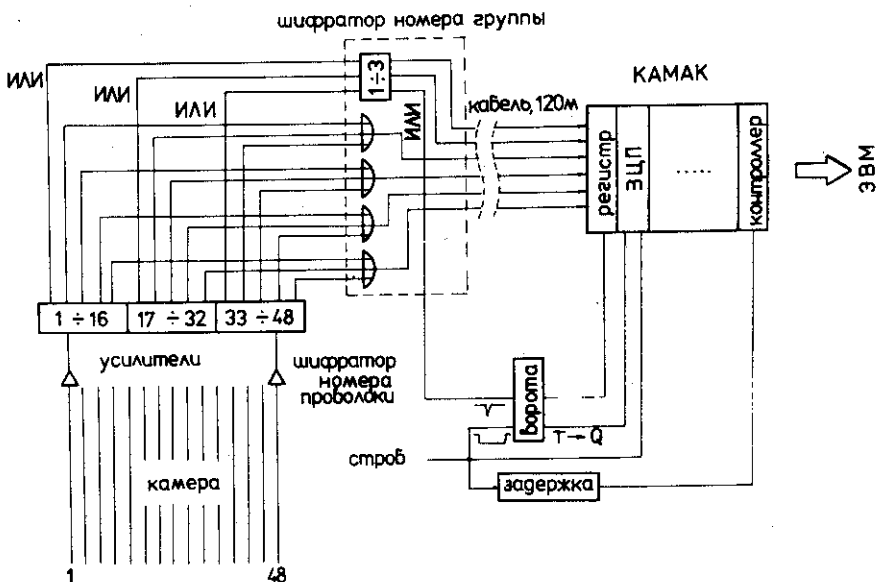 шифратор номера группы
ИЛИ
ИЛИ
ИЛИ
1÷3
ИЛИ
кабель, 120м
КАМАК
регистр
ЗЦП
.....
контроллер
ЭВМ
1 ÷ 16
17 ÷ 32
33 ÷ 48
усилители
шифратор
номера
проволоки
ворота
T → Q
строб
задержка
камера
1
48